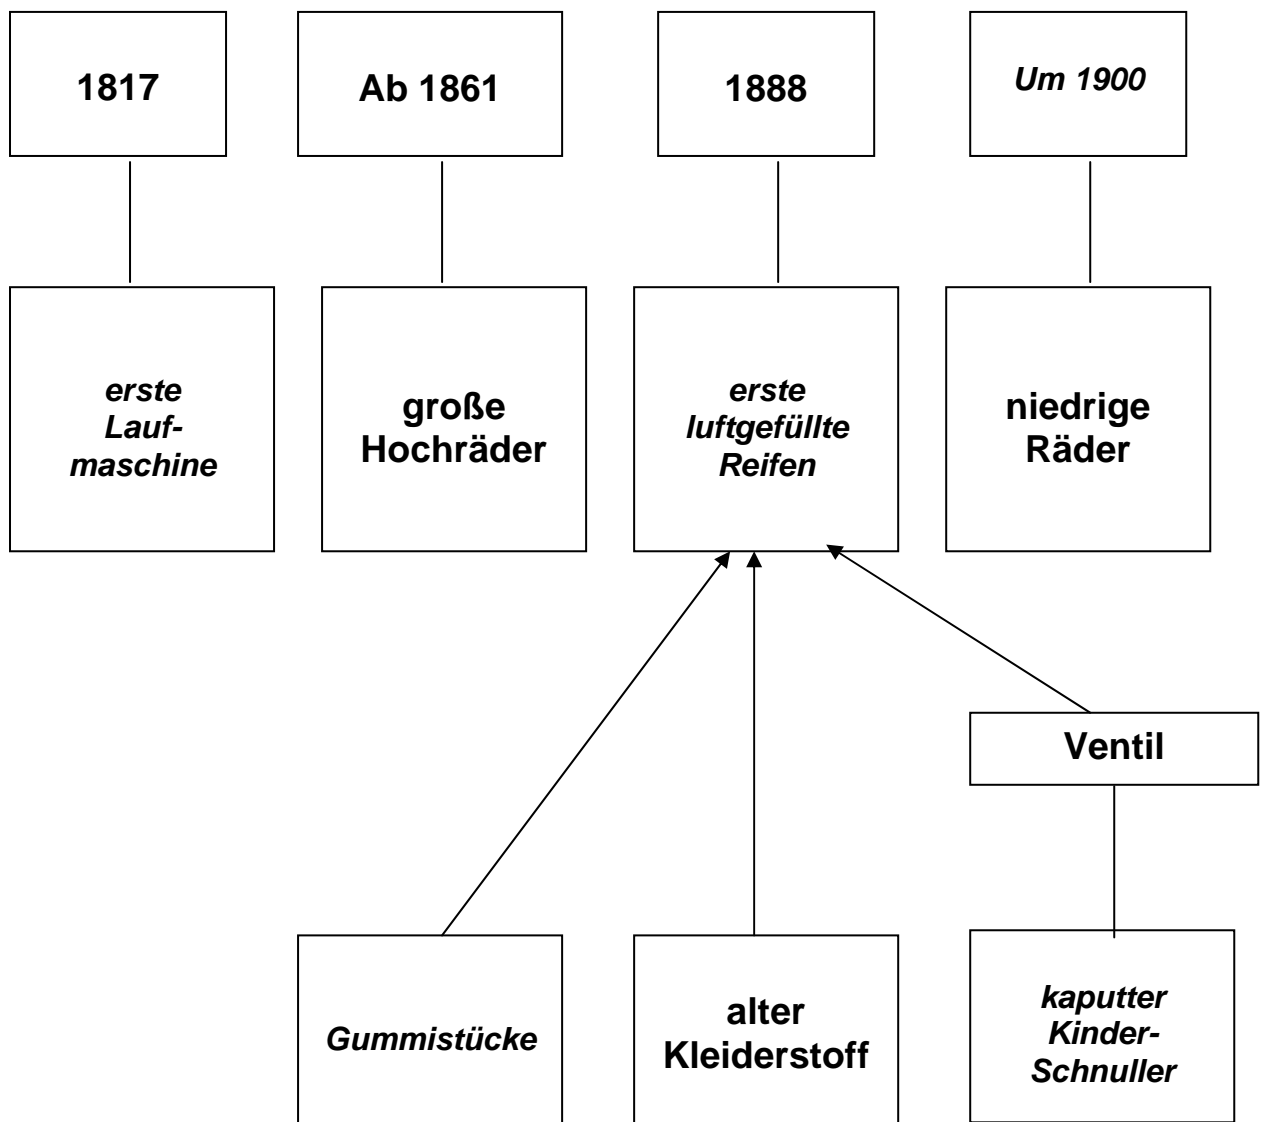 1817
Ab 1861
1888
Um 1900
erste
Lauf-
maschine
große
Hochräder
erste
luftgefüllte
Reifen
niedrige
Räder
Ventil
Gummistücke
alter
Kleiderstoff
kaputter
Kinder-
Schnuller